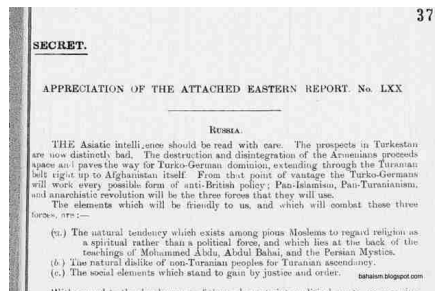 37
SECRET.
APPRECIATION OF THE ATTACHED EASTERN REPORT. No. LXX
RUSSIA.
THE Asiatic intelligence should be read with care. The prospects in Turkestan
are now distinctly bad. The destruction and disintegration of the Armenians proceeds
apace and paves the way for Turko-German dominion, extending through the Turanian
belt right up to Afghanistan itself. From that point of vantage the Turko-Germans
will work every possible form of anti-British policy; Pan-Islamism, Pan-Turanianism,
and anarchistic revolution will be the three forces that they will use.
The elements which will be friendly to us, and which will combat these three
forces, are:—
(a.) The natural tendency which exists among pious Moslems to regard religion as
a spiritual rather than a political force, and which lies at the back of the
teachings of Mohammed Abdu, Abdul Bahai, and the Persian Mystics.
(b.) The natural dislike of non-Turanian peoples for Turanian ascendancy.
(c.) The social elements which stand to gain by justice and order.
bahaism.blogspot.com